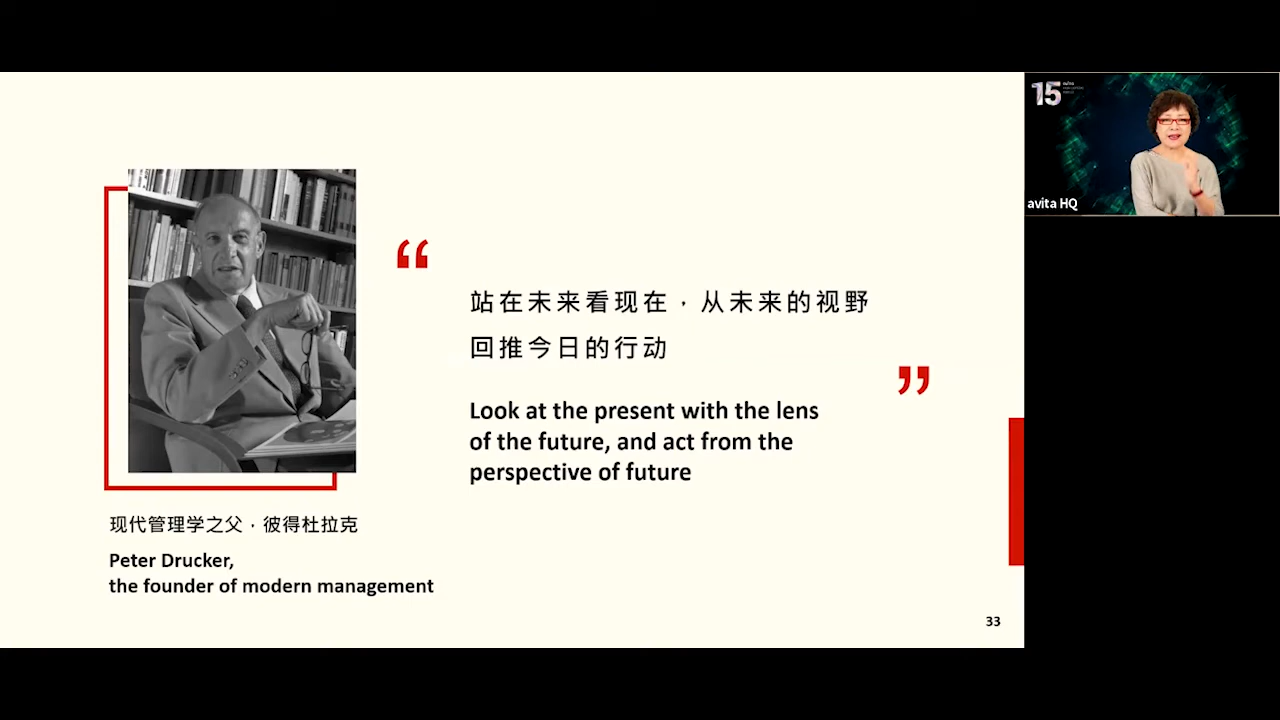 “
站在未来看现在，从未来的视野
回推今日的行动
”
Look at the present with the lens
of the future, and act from the
perspective of future
现代管理学之父，彼得杜拉克
Peter Drucker,
the founder of modern management
33
15
avita HQ